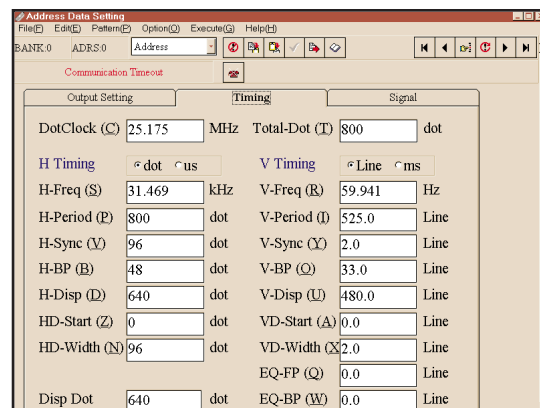 Address Data Setting
File(F) Edit(E) Pattern(P) Option(O) Execute(G) Help(H)
BANK:0 ADRS:0 Address
Communication Timeout
Output Setting Timing Signal
DotClock (C) 25.175 MHz Total-Dot (T) 800 dot
H Timing dot us V Timing Line ms
H-Freq (S) 31.469 kHz V-Freq (R) 59.941 Hz
H-Period (P) 800 dot V-Period (I) 525.0 Line
H-Sync (V) 96 dot V-Sync (Y) 2.0 Line
H-BP (B) 48 dot V-BP (O) 33.0 Line
H-Disp (D) 640 dot V-Disp (U) 480.0 Line
HD-Start (Z) 0 dot VD-Start (A) 0.0 Line
HD-Width (N) 96 dot VD-Width (X 2.0 Line
EQ-FP (Q) 0.0 Line
Disp Dot 640 dot EQ-BP (W) 0.0 Line